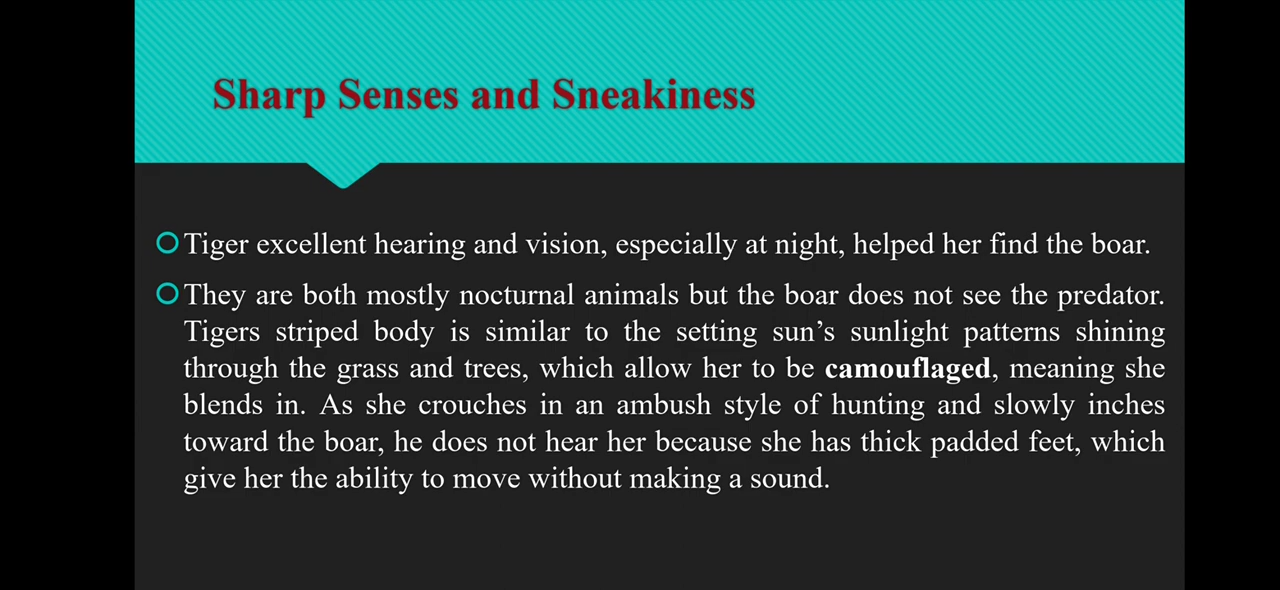 Sharp Senses and Sneakiness
Tiger excellent hearing and vision, especially at night, helped her find the boar.
They are both mostly nocturnal animals but the boar does not see the predator.
Tigers striped body is similar to the setting sun’s sunlight patterns shining
through the grass and trees, which allow her to be camouflaged, meaning she
blends in. As she crouches in an ambush style of hunting and slowly inches
toward the boar, he does not hear her because she has thick padded feet, which
give her the ability to move without making a sound.